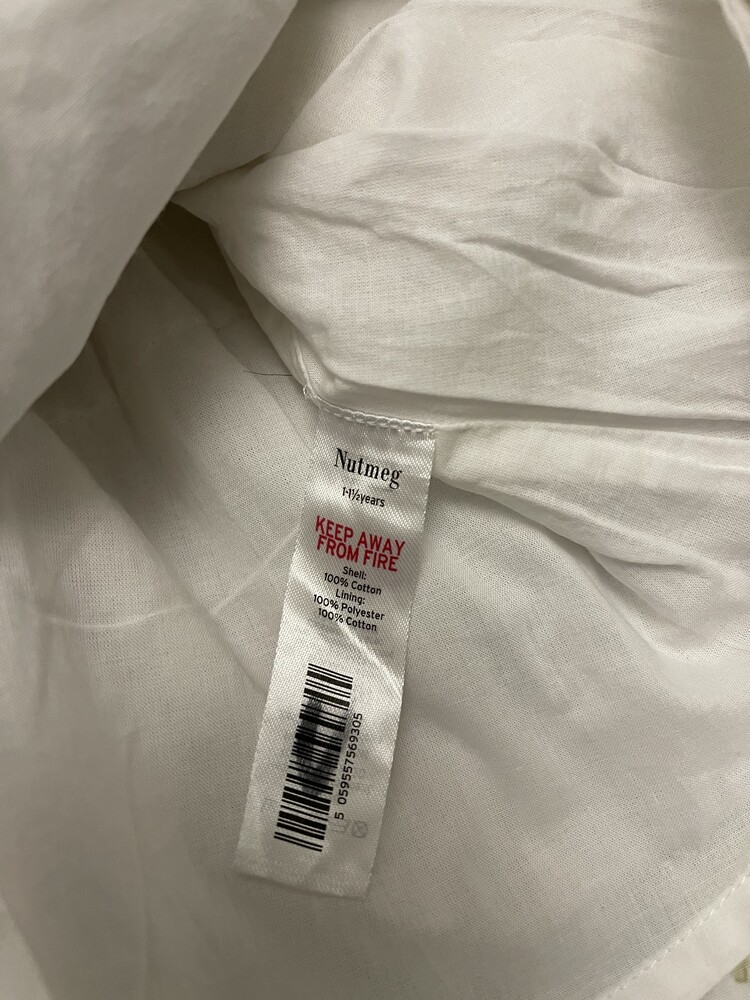 Nutmeg
1-1½years
KEEP AWAY
FROM FIRE
Shell:
100% Cotton
Lining:
100% Polyester
100% Cotton
5 059557569305